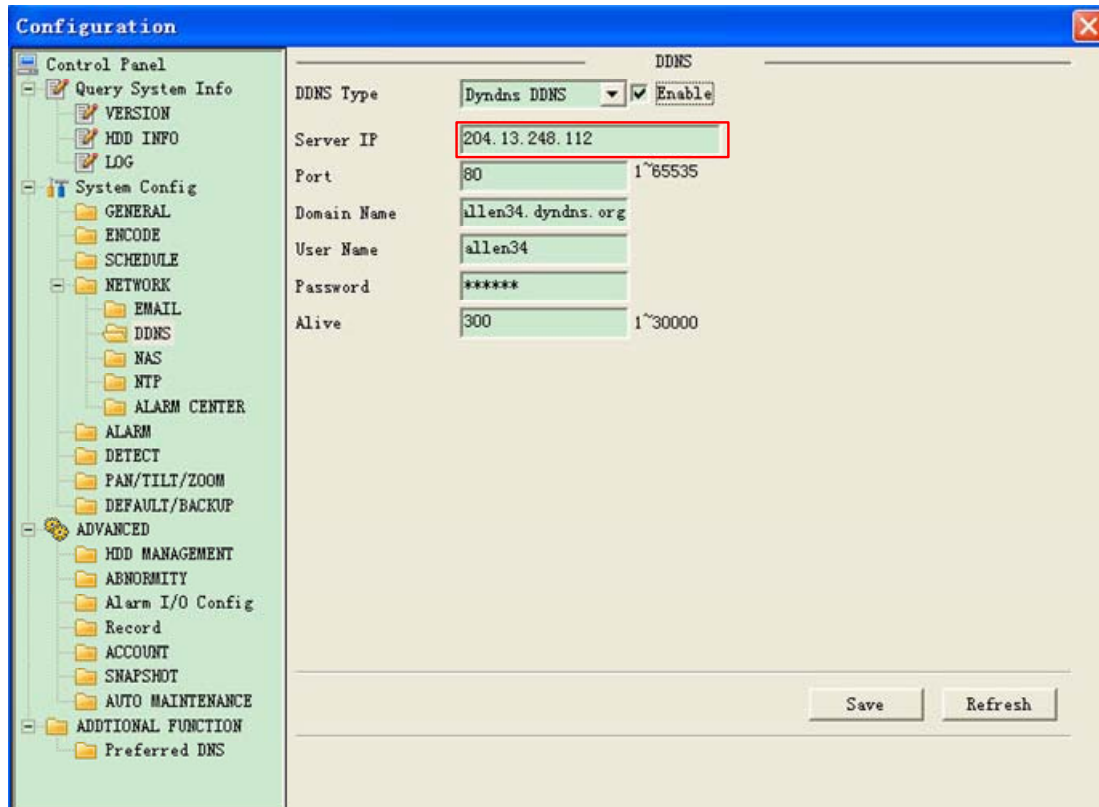 Configuration
Control Panel
Query System Info
VERSION
HDD INFO
LOG
System Config
GENERAL
ENCODE
SCHEDULE
NETWORK
EMAIL
DDNS
NAS
NTP
ALARM CENTER
ALARM
DETECT
PAN/TILT/ZOOM
DEFAULT/BACKUP
ADVANCED
HDD MANAGEMENT
ABNORMITY
Alarm I/O Config
Record
ACCOUNT
SNAPSHOT
AUTO MAINTENANCE
ADDTIONAL FUNCTION
Preferred DNS
DDNS
DDNS Type Dyndns DDNS Enable
Server IP 204.13.248.112
Port 80 1~65535
Domain Name allen34.dyndns.org
User Name allen34
Password ******
Alive 300 1~30000
Save Refresh